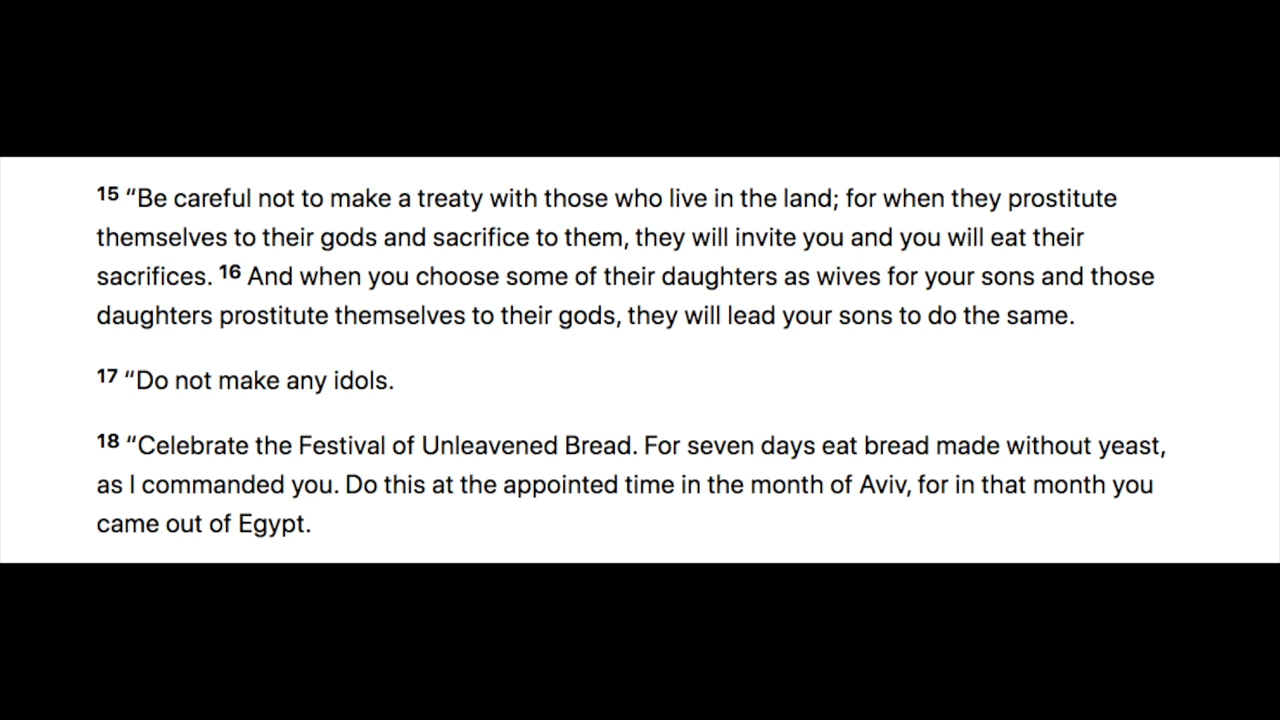 15 “Be careful not to make a treaty with those who live in the land; for when they prostitute
themselves to their gods and sacrifice to them, they will invite you and you will eat their
sacrifices. 16 And when you choose some of their daughters as wives for your sons and those
daughters prostitute themselves to their gods, they will lead your sons to do the same.
17 “Do not make any idols.
18 “Celebrate the Festival of Unleavened Bread. For seven days eat bread made without yeast,
as I commanded you. Do this at the appointed time in the month of Aviv, for in that month you
came out of Egypt.